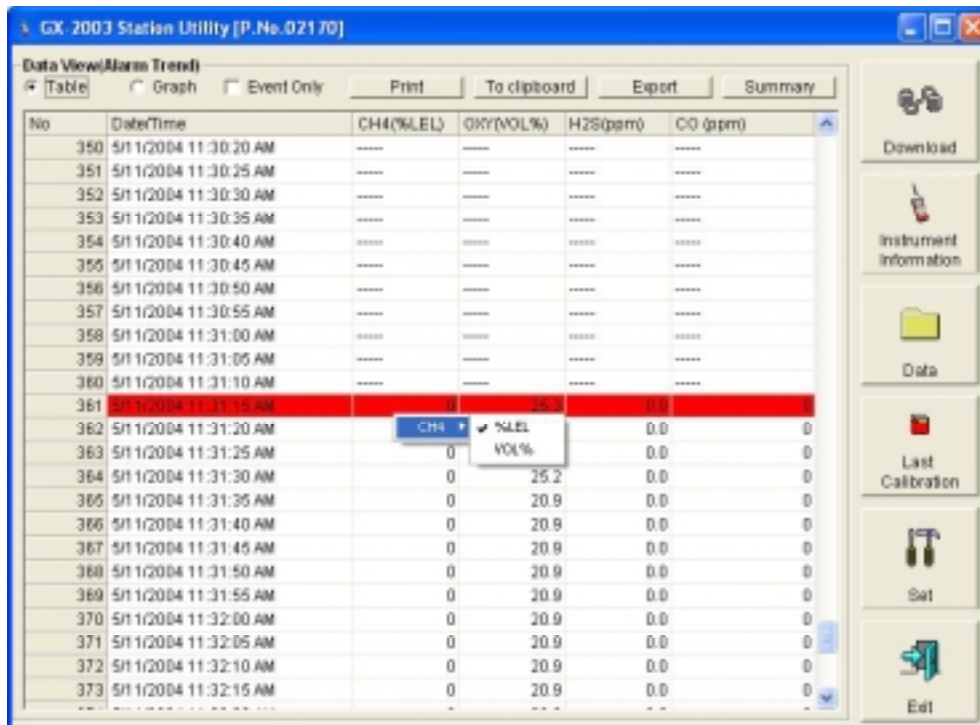 GX-2003 Station Utility [P.No.02170]
Data View(Alarm Trend)
Table Graph Event Only Print To clipboard Export Summary
No Date/Time CH4(%LEL) OXY(VOL%) H2S(ppm) CO (ppm)
350 5/11/2004 11:30:20 AM ----- ----- ----- -----
351 5/11/2004 11:30:25 AM ----- ----- ----- -----
352 5/11/2004 11:30:30 AM ----- ----- ----- -----
353 5/11/2004 11:30:35 AM ----- ----- ----- -----
354 5/11/2004 11:30:40 AM ----- ----- ----- -----
355 5/11/2004 11:30:45 AM ----- ----- ----- -----
356 5/11/2004 11:30:50 AM ----- ----- ----- -----
357 5/11/2004 11:30:55 AM ----- ----- ----- -----
358 5/11/2004 11:31:00 AM ----- ----- ----- -----
359 5/11/2004 11:31:05 AM ----- ----- ----- -----
360 5/11/2004 11:31:10 AM ----- ----- ----- -----
361 5/11/2004 11:31:15 AM 0 25.3 0.0 0
362 5/11/2004 11:31:20 AM 0.0 0
CH4 %LEL
VOL%
363 5/11/2004 11:31:25 AM 0 0.0 0
364 5/11/2004 11:31:30 AM 0 25.2 0.0 0
365 5/11/2004 11:31:35 AM 0 20.9 0.0 0
366 5/11/2004 11:31:40 AM 0 20.9 0.0 0
367 5/11/2004 11:31:45 AM 0 20.9 0.0 0
368 5/11/2004 11:31:50 AM 0 20.9 0.0 0
369 5/11/2004 11:31:55 AM 0 20.9 0.0 0
370 5/11/2004 11:32:00 AM 0 20.9 0.0 0
371 5/11/2004 11:32:05 AM 0 20.9 0.0 0
372 5/11/2004 11:32:10 AM 0 20.9 0.0 0
373 5/11/2004 11:32:15 AM 0 20.9 0.0 0
Download
Instrument
Information
Data
Last
Calibration
Set
Exit